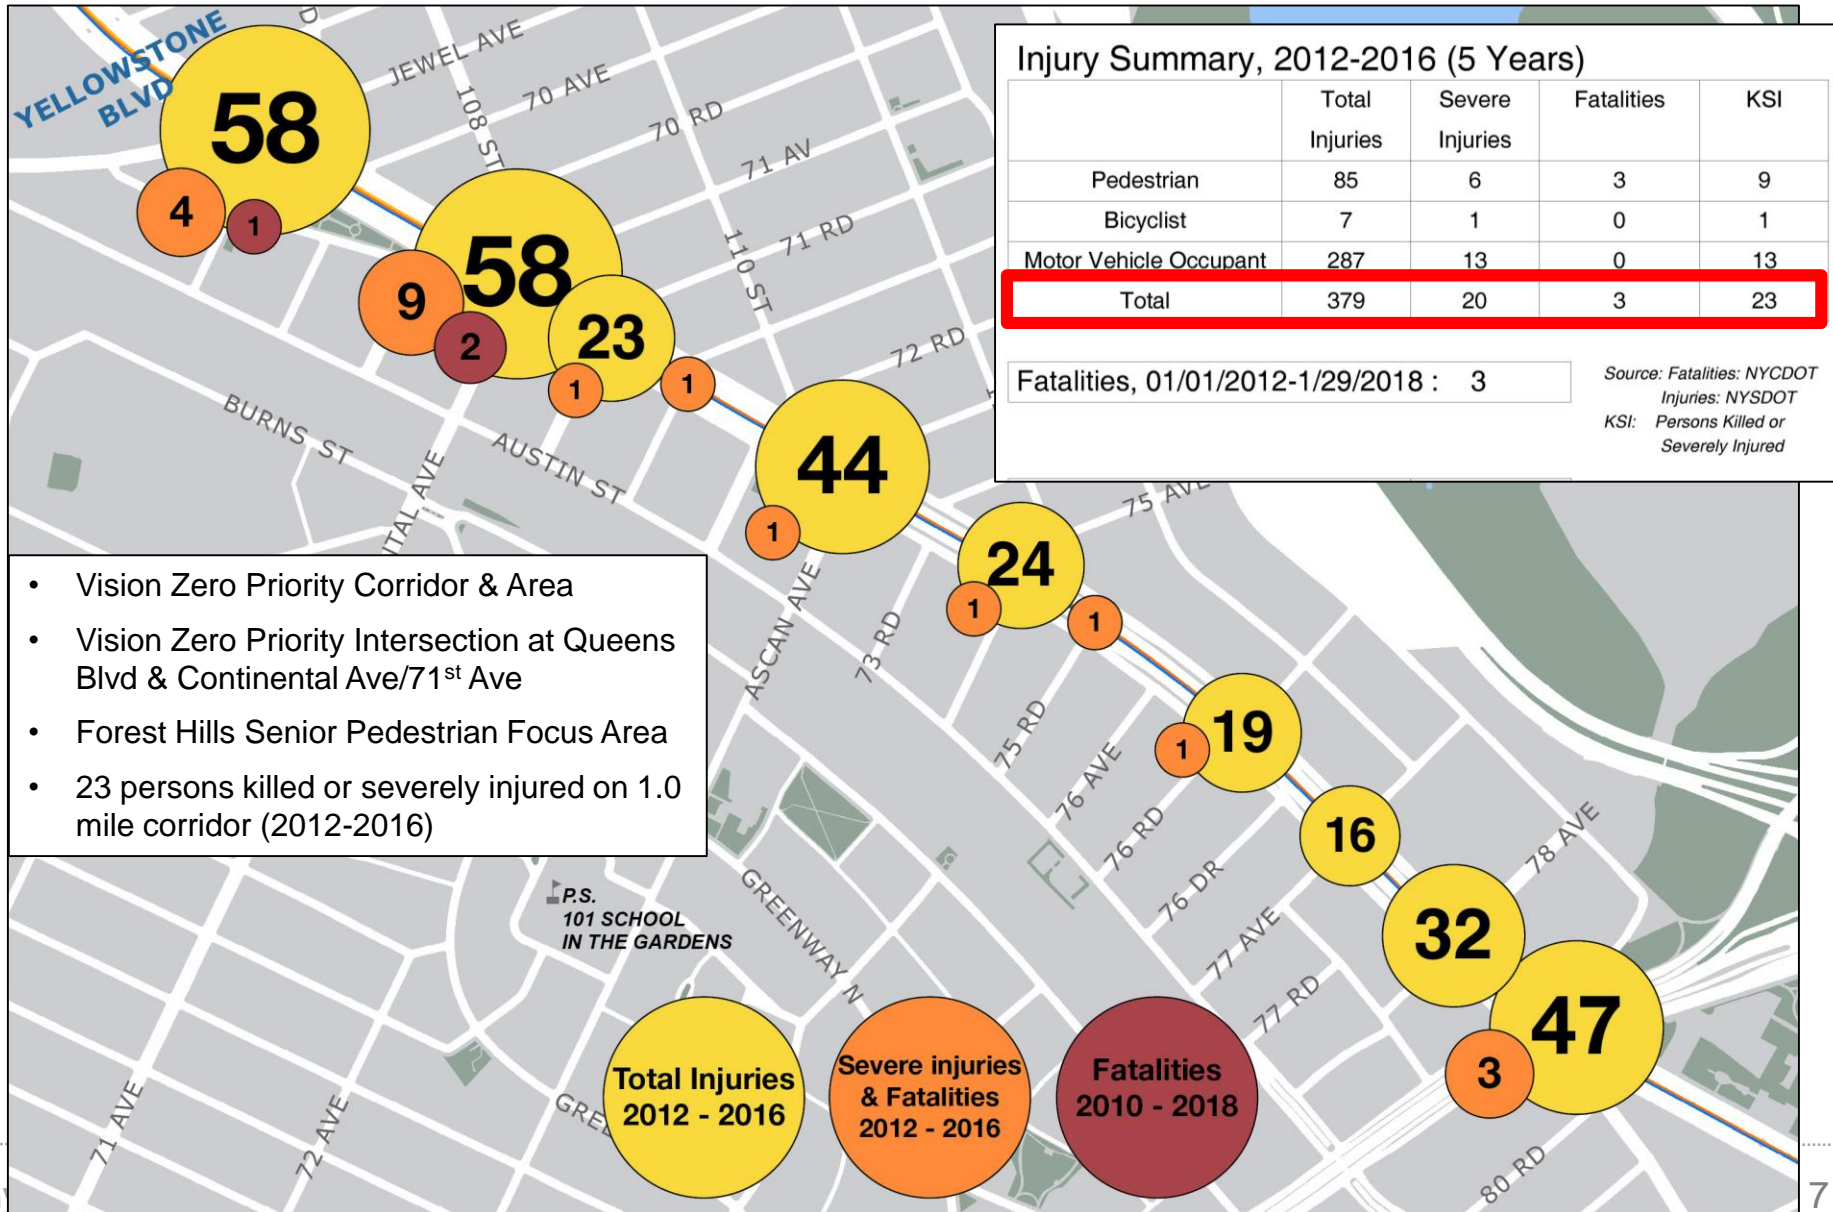 YELLOWSTONE
BLVD
D
JEWEL AVE
108 ST
70 AVE
70 RD
71 AV
71 RD
110 ST
72 RD
75 AVE
58
4
1
58
9
2
23
1
1
44
1
24
1
1
19
1
16
32
47
3
Injury Summary, 2012-2016 (5 Years)
Total Injuries Severe Injuries Fatalities KSI
Pedestrian 85 6 3 9
Bicyclist 7 1 0 1
Motor Vehicle Occupant 287 13 0 13
Total 379 20 3 23
Fatalities, 01/01/2012-1/29/2018 : 3
Source: Fatalities: NYCDOT
Injuries: NYSDOT
KSI: Persons Killed or
Severely Injured
BURNS ST
AUSTIN ST
NTAL AVE
ASCAN AVE
73 RD
75 RD
76 AVE
76 RD
76 DR
77 AVE
77 RD
78 AVE
80 RD
• Vision Zero Priority Corridor & Area
• Vision Zero Priority Intersection at Queens
Blvd & Continental Ave/71st Ave
• Forest Hills Senior Pedestrian Focus Area
• 23 persons killed or severely injured on 1.0
mile corridor (2012-2016)
P.S.
101 SCHOOL
IN THE GARDENS
GREENWAY N
GREE
71 AVE
72 AVE
Total Injuries
2012 - 2016
Severe injuries
& Fatalities
2012 - 2016
Fatalities
2010 - 2018
7